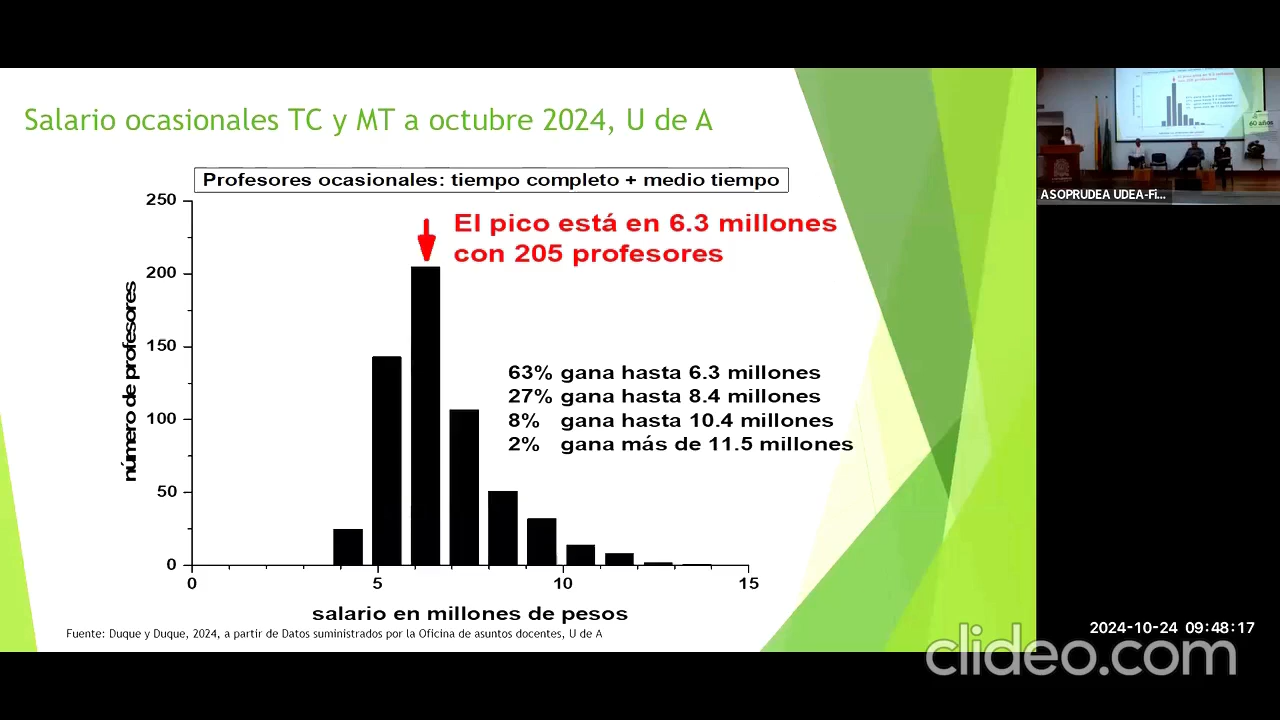 Salario ocasionales TC y MT a octubre 2024, U de A
Profesores ocasionales: tiempo completo + medio tiempo
El pico está en 6.3 millones
con 205 profesores
63% gana hasta 6.3 millones
27% gana hasta 8.4 millones
8% gana hasta 10.4 millones
2% gana más de 11.5 millones
número de profesores
250
200
150
100
50
0
0 5 10 15
salario en millones de pesos
Fuente: Duque y Duque, 2024, a partir de Datos suministrados por la Oficina de asuntos docentes, U de A
60 años
ASOPRUDEA UDEA-Fi...
2024-10-24 09:48:17
clideo.com